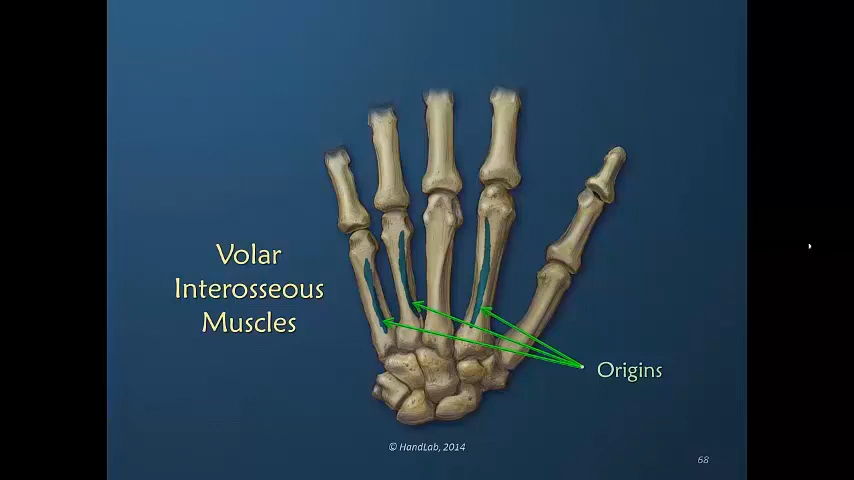 Volar
Interosseous
Muscles
Origins
© HandLab, 2014
68